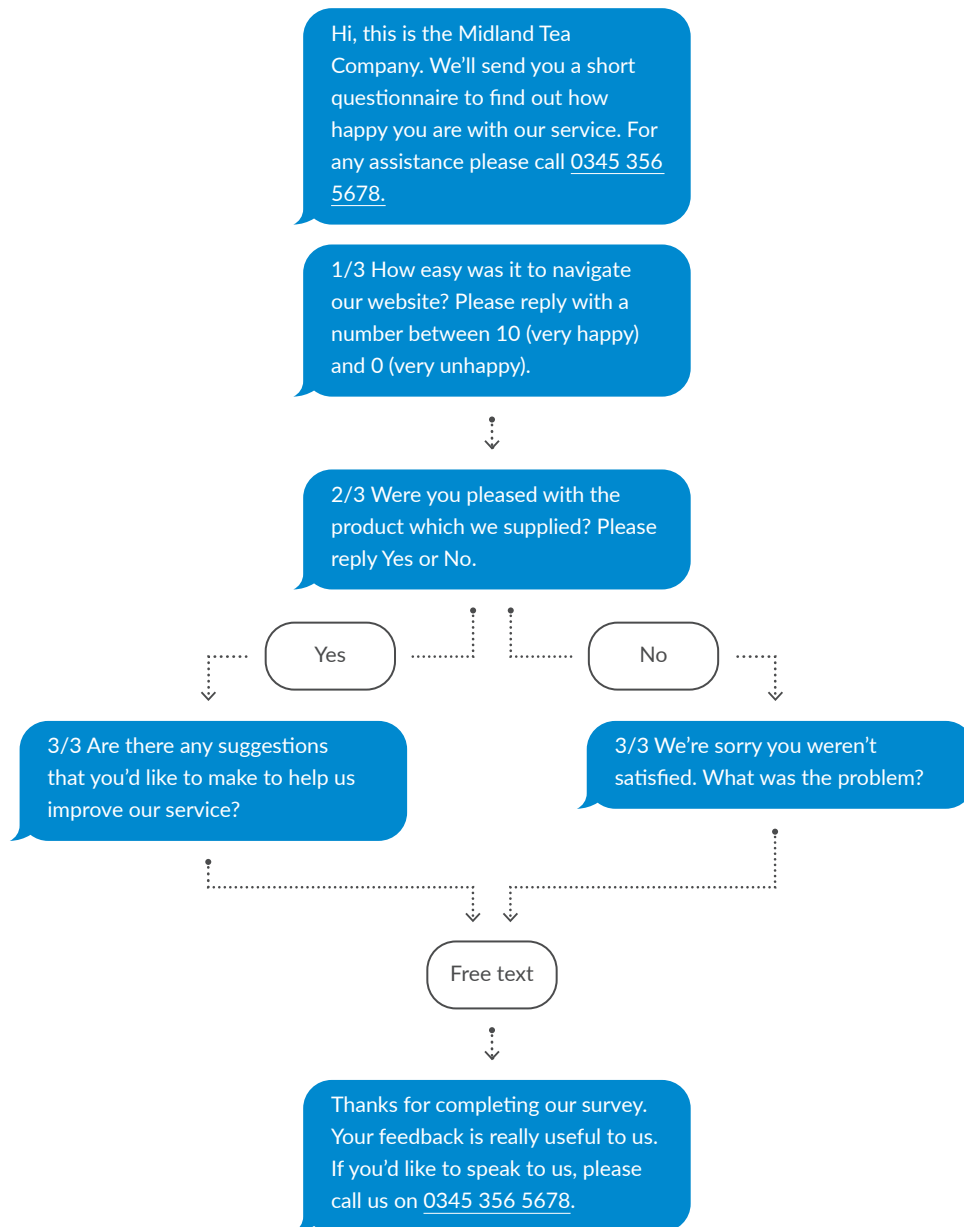 Hi, this is the Midland Tea
Company. We'll send you a short
questionnaire to find out how
happy you are with our service. For
any assistance please call 0345 356
5678.
1/3 How easy was it to navigate
our website? Please reply with a
number between 10 (very happy)
and 0 (very unhappy).
2/3 Were you pleased with the
product which we supplied? Please
reply Yes or No.
Yes
No
3/3 Are there any suggestions
that you'd like to make to help us
improve our service?
3/3 We're sorry you weren't
satisfied. What was the problem?
Free text
Thanks for completing our survey.
Your feedback is really useful to us.
If you'd like to speak to us, please
call us on 0345 356 5678.